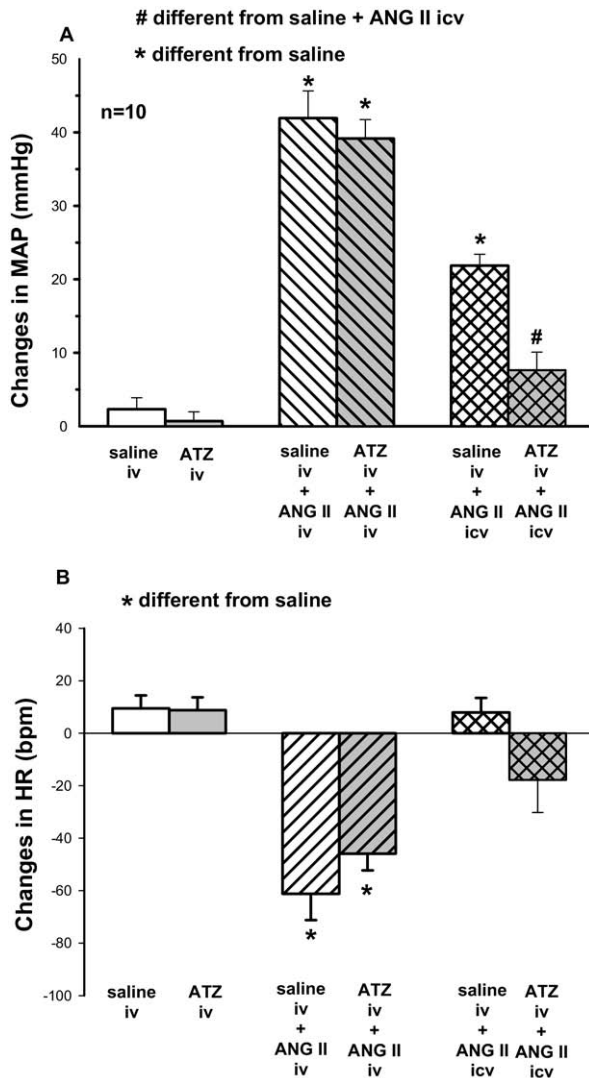 # different from saline + ANG II icv
A
* different from saline
50
n=10
40
30
20
10
0
Changes in MAP (mmHg)
*
*
*
#
saline
iv
ATZ
iv
saline
iv
+
ANG II
iv
ATZ
iv
+
ANG II
iv
saline
iv
+
ANG II
icv
ATZ
iv
+
ANG II
icv
B
* different from saline
40
20
0
-20
-40
-60
-80
-100
Changes in HR (bpm)
*
*
saline
iv
ATZ
iv
saline
iv
+
ANG II
iv
ATZ
iv
+
ANG II
iv
saline
iv
+
ANG II
icv
ATZ
iv
+
ANG II
icv